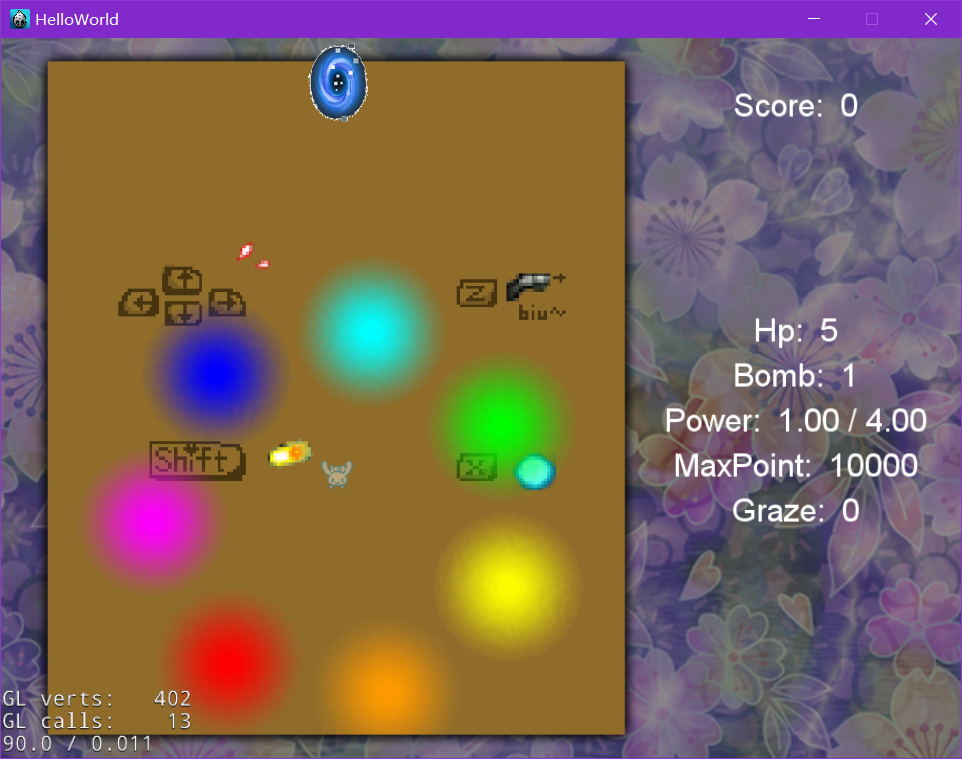 HelloWorld
Score: 0
Z
biu~
Hp: 5
Bomb: 1
Power: 1.00 / 4.00
Shift
X
MaxPoint: 10000
Graze: 0
GL verts: 402
GL calls: 13
90.0 / 0.011